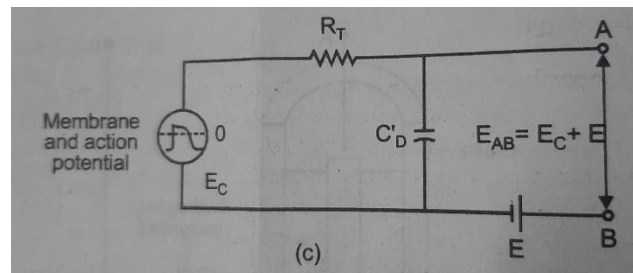 R_T
A
Membrane
and action
potential
0
C'_D
E_AB = E_C + E
E_C
E
B
(c)